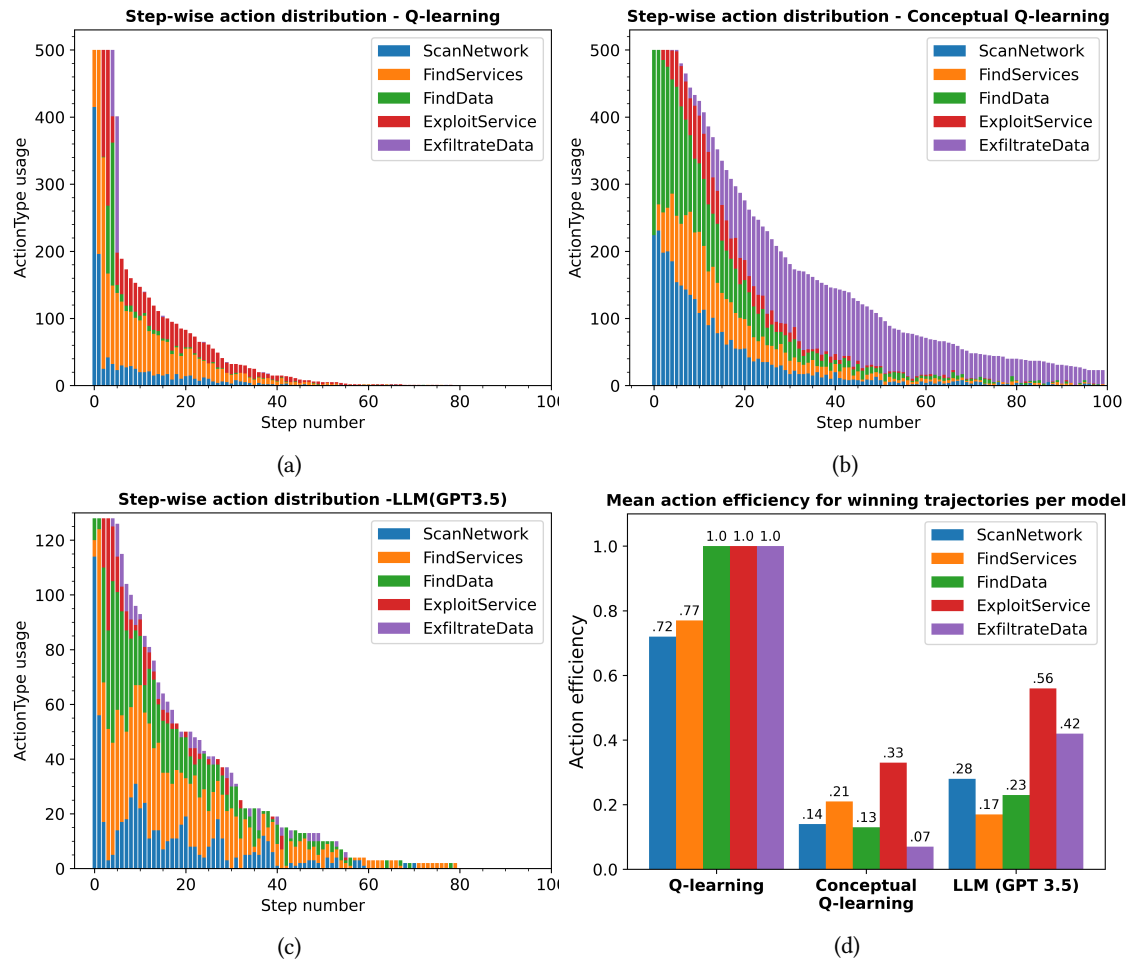 Step-wise action distribution - Q-learning
ActionType usage
500
400
300
200
100
0
ScanNetwork
FindServices
FindData
ExploitService
ExfiltrateData
0 20 40 60 80
Step number
(a)
Step-wise action distribution - Conceptual Q-learning
ActionType usage
500
400
300
200
100
0
ScanNetwork
FindServices
FindData
ExploitService
ExfiltrateData
0 20 40 60 80 100
Step number
(b)
Step-wise action distribution -LLM(GPT3.5)
ActionType usage
120
100
80
60
40
20
0
ScanNetwork
FindServices
FindData
ExploitService
ExfiltrateData
0 20 40 60 80
Step number
(c)
Mean action efficiency for winning trajectories per model
Action efficiency
1.0
0.8
0.6
0.4
0.2
0.0
ScanNetwork
FindServices
FindData
ExploitService
ExfiltrateData
.72 .77 1.0 1.0 1.0
.14 .21 .13 .33 .07
.28 .17 .23 .56 .42
Q-learning
Conceptual
Q-learning
LLM (GPT 3.5)
(d)